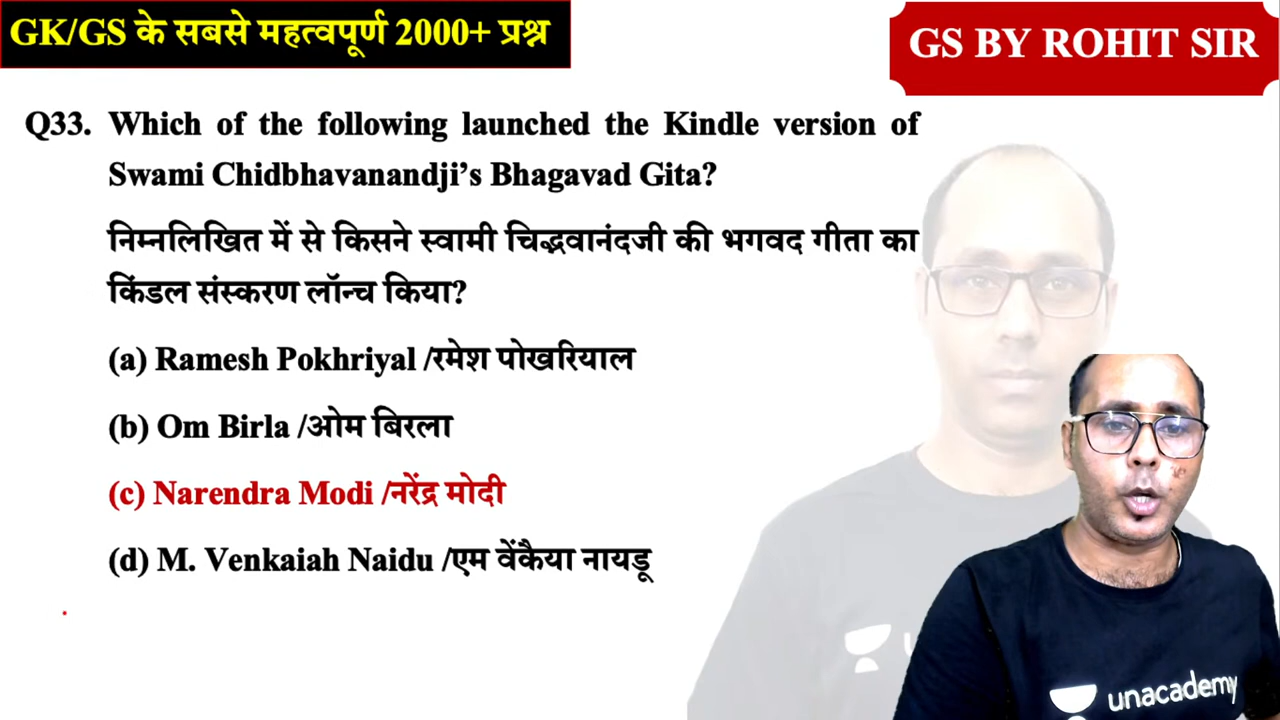 GK/GS के सबसे महत्वपूर्ण 2000+ प्रश्न
GS BY ROHIT SIR
Q33. Which of the following launched the Kindle version of
Swami Chidbhavanandji’s Bhagavad Gita?
निम्नलिखित में से किसने स्वामी चिद्भवानंदजी की भगवद गीता का
किंडल संस्करण लॉन्च किया?
(a) Ramesh Pokhriyal /रमेश पोखरियाल
(b) Om Birla /ओम बिरला
(c) Narendra Modi /नरेंद्र मोदी
(d) M. Venkaiah Naidu /एम वेंकैया नायडू
unacademy